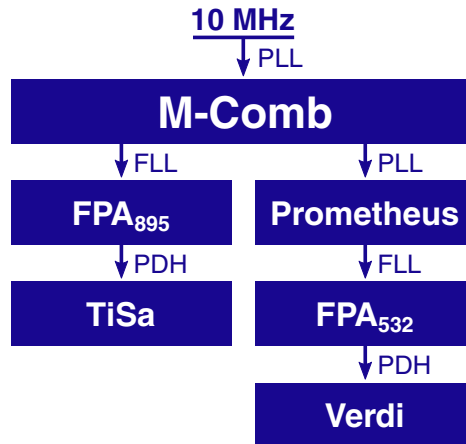 10 MHz
PLL
M-Comb
FLL
PLL
FPA₈₉₅
Prometheus
PDH
FLL
TiSa
FPA₅₃₂
PDH
Verdi